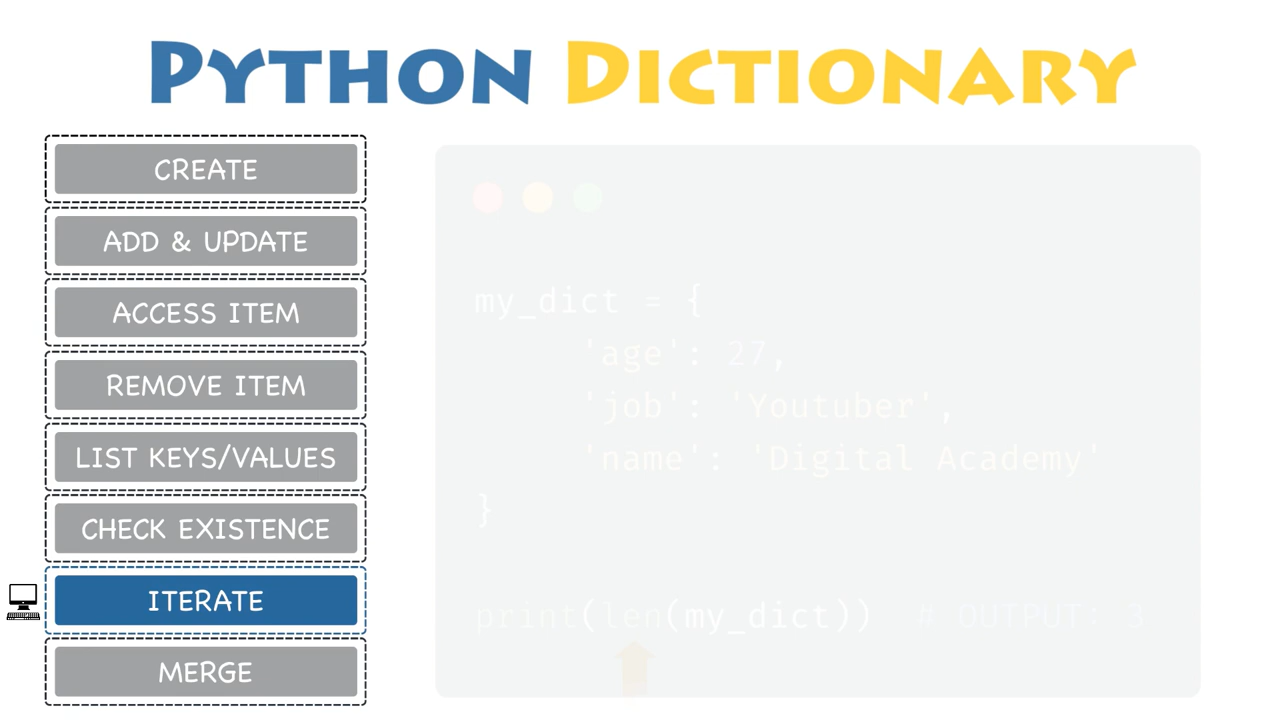 PYTHON DICTIONARY
CREATE
ADD & UPDATE
ACCESS ITEM
REMOVE ITEM
LIST KEYS/VALUES
CHECK EXISTENCE
ITERATE
MERGE
my_dict = {
'age': 27,
'job': 'Youtuber',
'name': 'Digital Academy'
}
print(len(my_dict)) # OUTPUT: 3